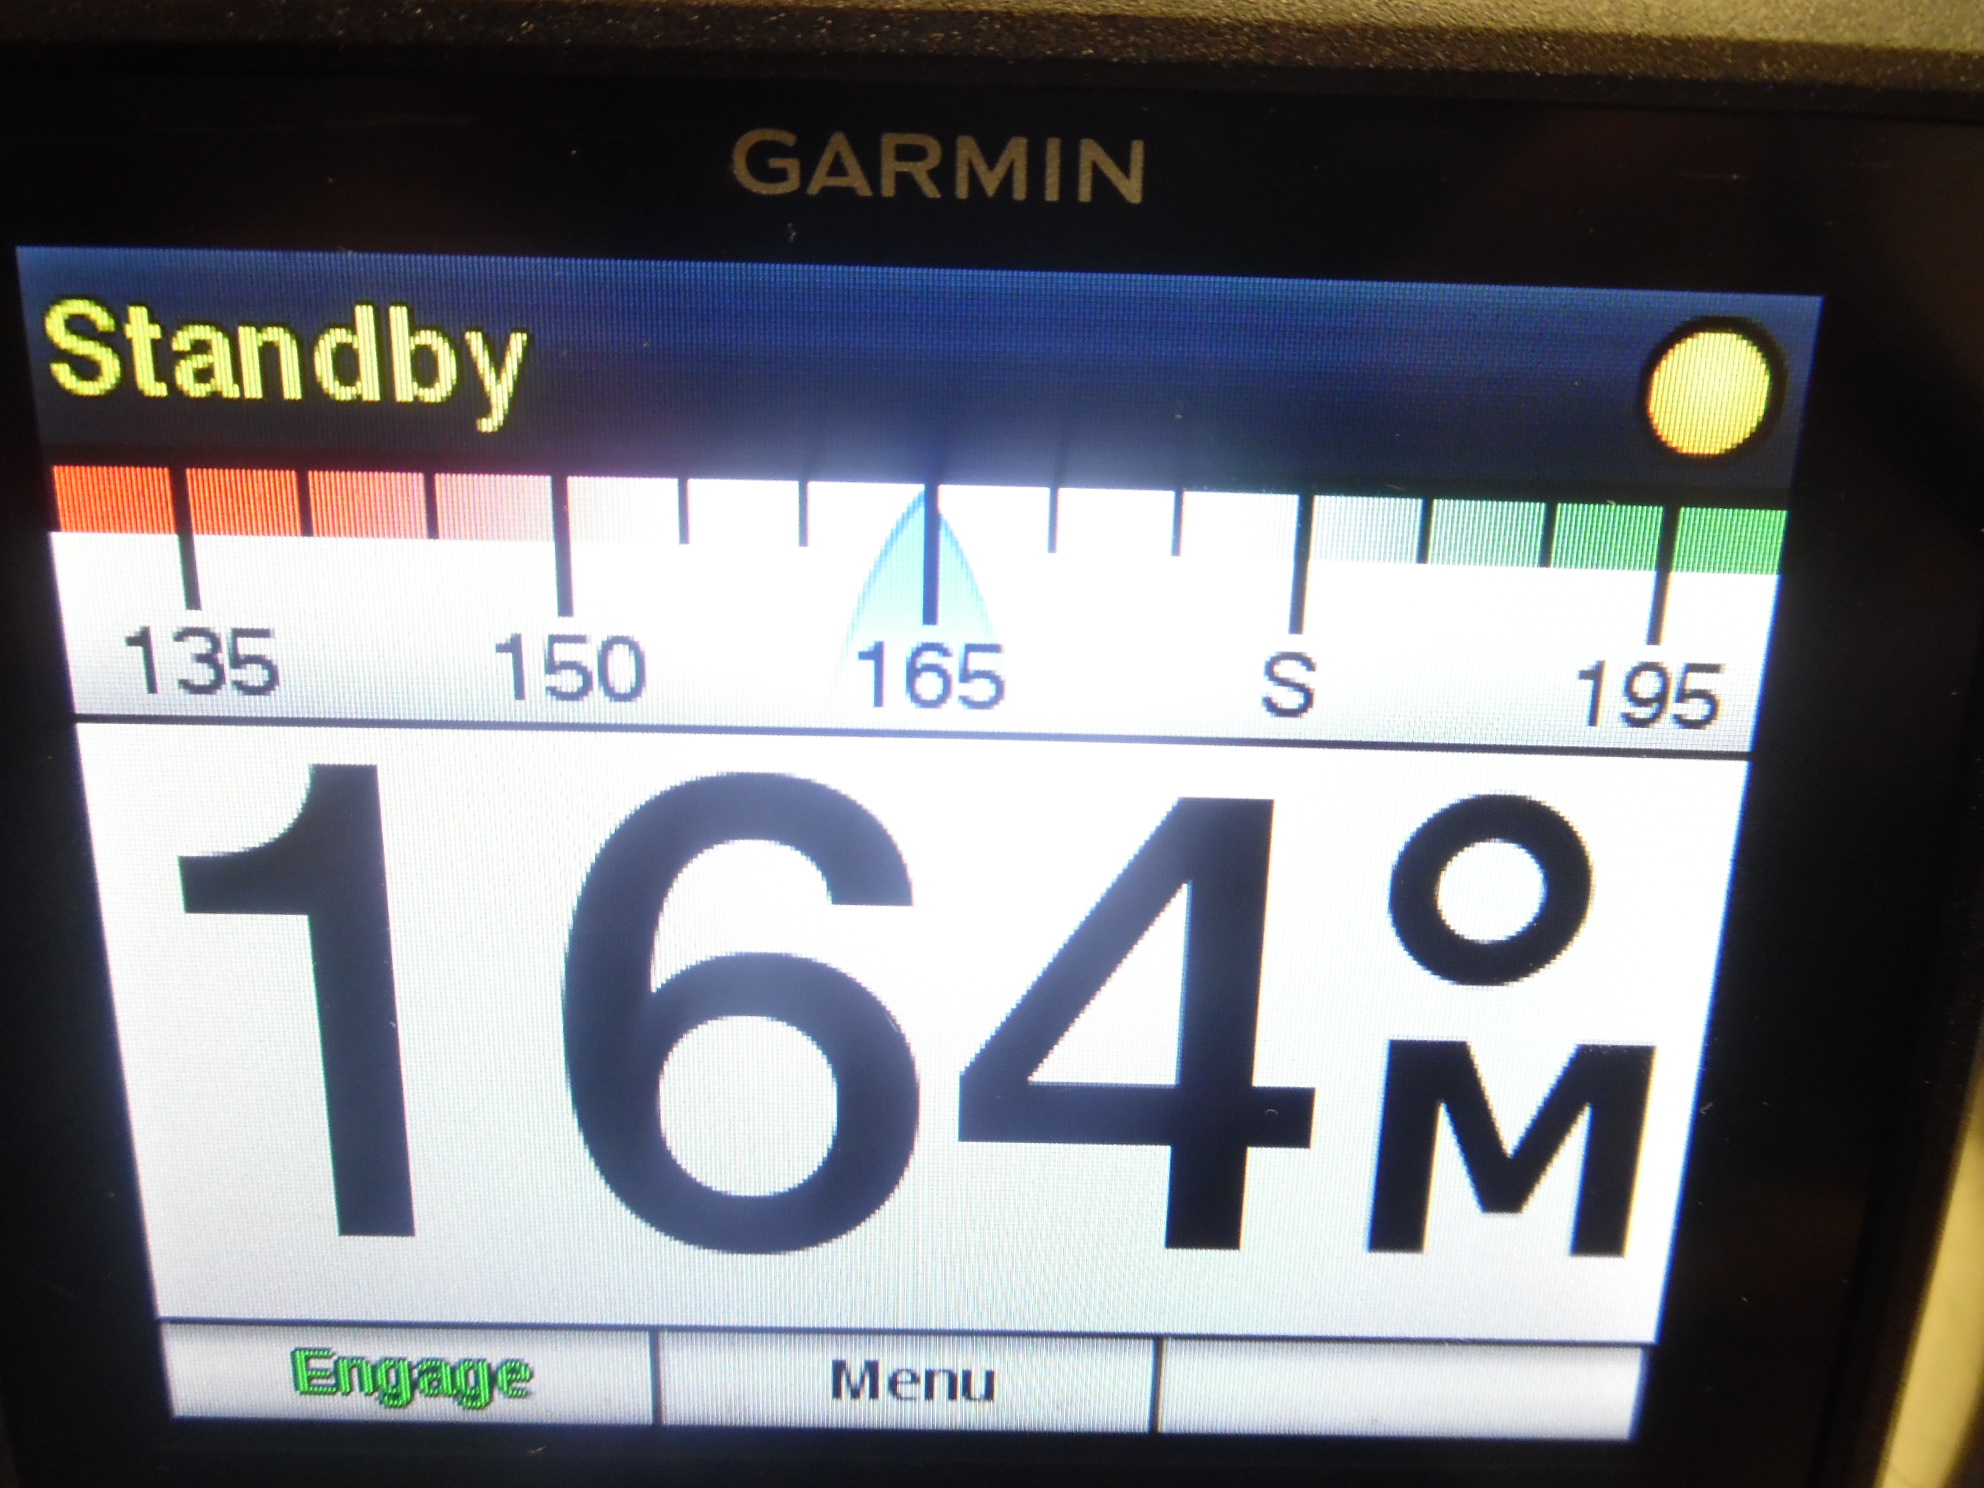 GARMIN
Standby
135 150 165 S 195
164°M
Engage Menu